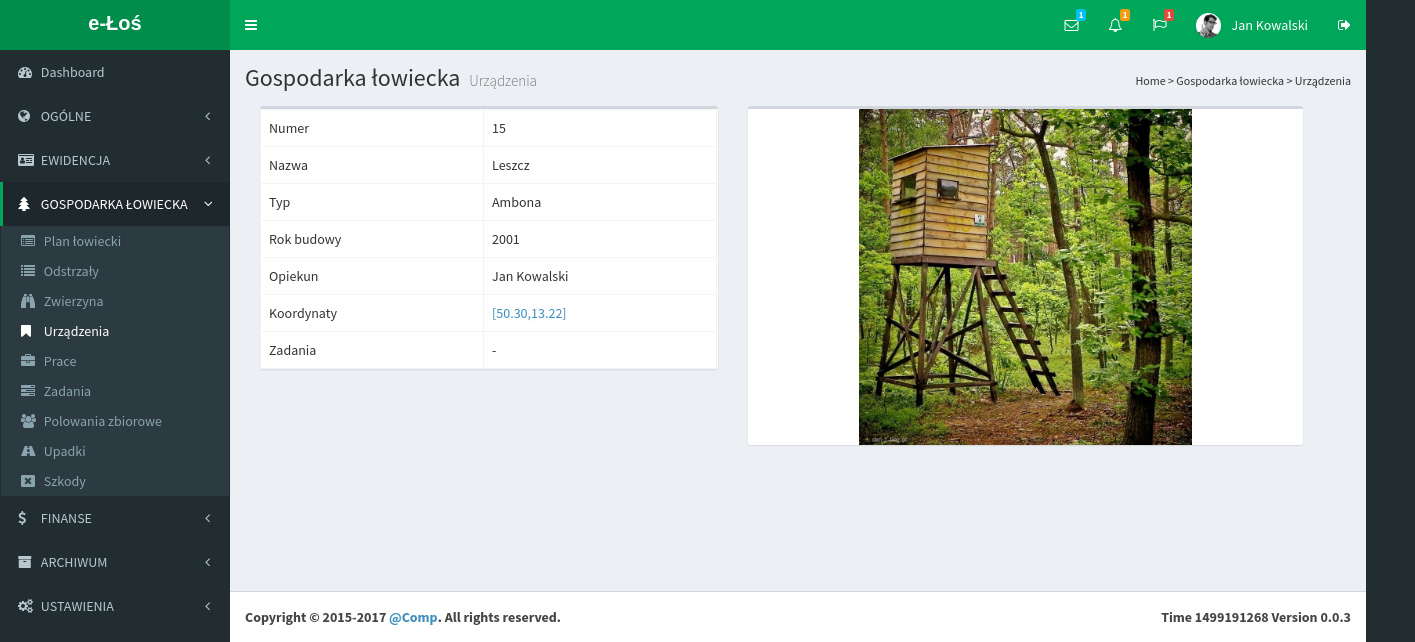 e-Łoś
1
1
1
Jan Kowalski
Dashboard
OGÓLNE
EWIDENCJA
GOSPODARKA ŁOWIECKA
Plan łowiecki
Odstrzały
Zwierzyna
Urządzenia
Prace
Zadania
Polowania zbiorowe
Upadki
Szkody
FINANSE
ARCHIWUM
USTAWIENIA
Gospodarka łowiecka Urządzenia
Home > Gospodarka łowiecka > Urządzenia
Numer 15
Nazwa Leszcz
Typ Ambona
Rok budowy 2001
Opiekun Jan Kowalski
Koordynaty [50.30,13.22]
Zadania -
Copyright © 2015-2017 @Comp. All rights reserved.
Time 1499191268 Version 0.0.3